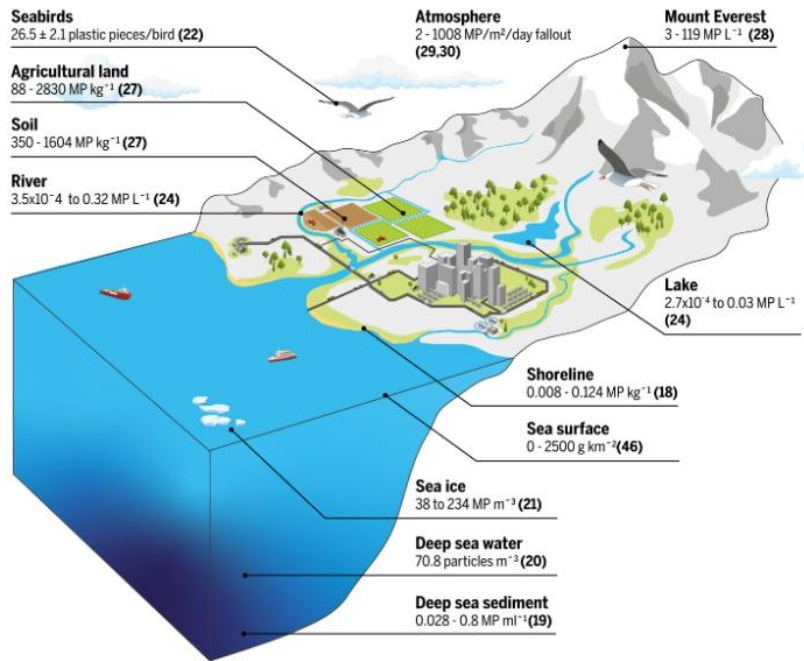 Seabirds
26.5 ± 2.1 plastic pieces/bird (22)
Atmosphere
2 - 1008 MP/m²/day fallout
(29,30)
Mount Everest
3 - 119 MP L⁻¹ (28)
Agricultural land
88 - 2830 MP kg⁻¹ (27)
Soil
350 - 1604 MP kg⁻¹ (27)
River
3.5x10⁻4 to 0.32 MP L⁻¹ (24)
Lake
2.7x10⁻4 to 0.03 MP L⁻¹
(24)
Shoreline
0.008 - 0.124 MP kg⁻¹ (18)
Sea surface
0 - 2500 g km⁻²(46)
Sea ice
38 to 234 MP m⁻³ (21)
Deep sea water
70.8 particles m⁻³ (20)
Deep sea sediment
0.028 - 0.8 MP ml⁻¹(19)